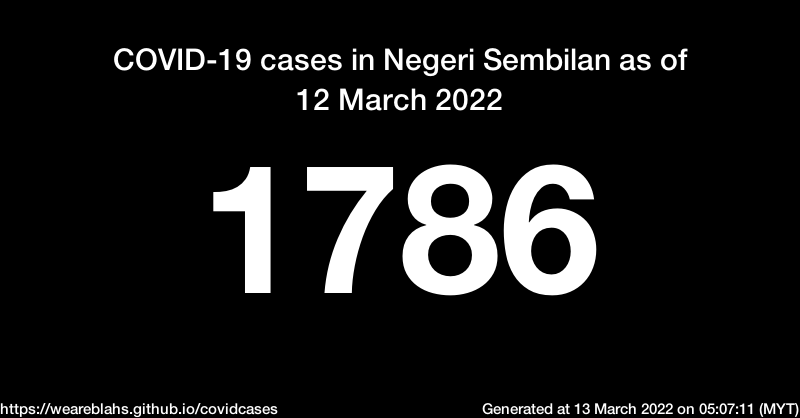 COVID-19 cases in Negeri Sembilan as of
12 March 2022
1786
https://weareblahs.github.io/covidcases
Generated at 13 March 2022 on 05:07:11 (MYT)